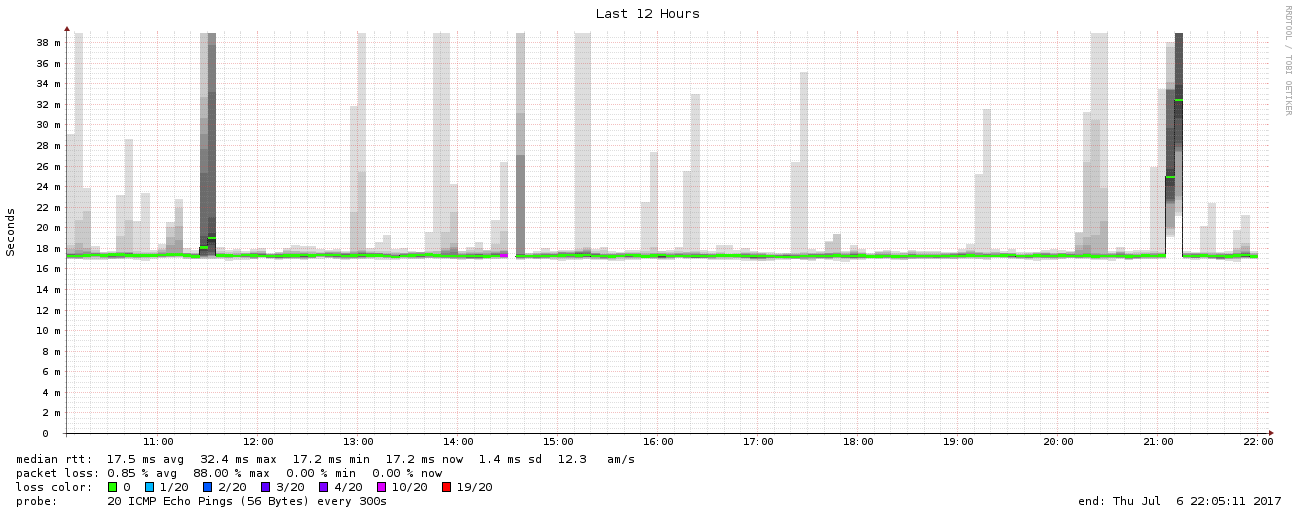 Last 12 Hours
RRDTOOL / TOBI OETIKER
Seconds
38 m
36 m
34 m
32 m
30 m
28 m
26 m
24 m
22 m
20 m
18 m
16 m
14 m
12 m
10 m
8 m
6 m
4 m
2 m
0
11:00 12:00 13:00 14:00 15:00 16:00 17:00 18:00 19:00 20:00 21:00 22:00
median rtt: 17.5 ms avg 32.4 ms max 17.2 ms min 17.2 ms now 1.4 ms sd 12.3 am/s
packet loss: 0.85 % avg 88.00 % max 0.00 % min 0.00 % now
loss color: 0 1/20 2/20 3/20 4/20 10/20 19/20
probe: 20 ICMP Echo Pings (56 Bytes) every 300s end: Thu Jul 6 22:05:11 2017